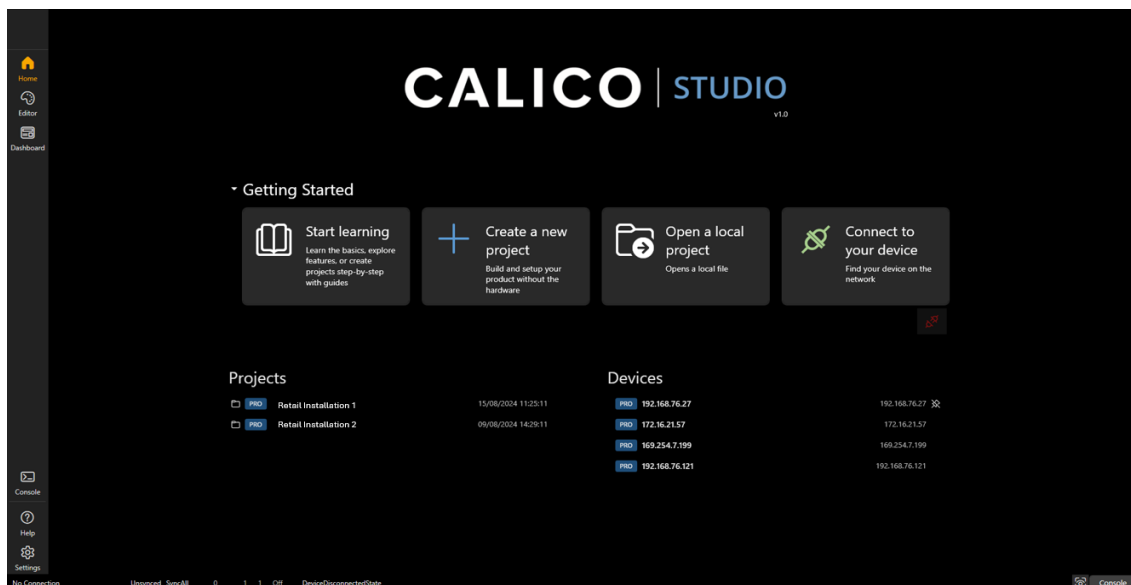 CALICO STUDIO
v1.0
Home
Editor
Dashboard
Getting Started
Start learning
Learn the basics, explore
features, or create
projects step-by-step
with guides
Create a new
project
Build and setup your
product without the
hardware
Open a local
project
Opens a local file
Connect to
your device
Find your device on the
network
Projects
PRO Retail Installation 1 15/08/2024 11:25:11
PRO Retail Installation 2 09/08/2024 14:29:11
Devices
PRO 192.168.76.27 192.168.76.27
PRO 172.16.21.57 172.16.21.57
PRO 169.254.7.199 169.254.7.199
PRO 192.168.76.121 192.168.76.121
Console
Help
Settings
No Connection Unsynced SyncAll 0 1 1 Off DeviceDisconnectedState Console